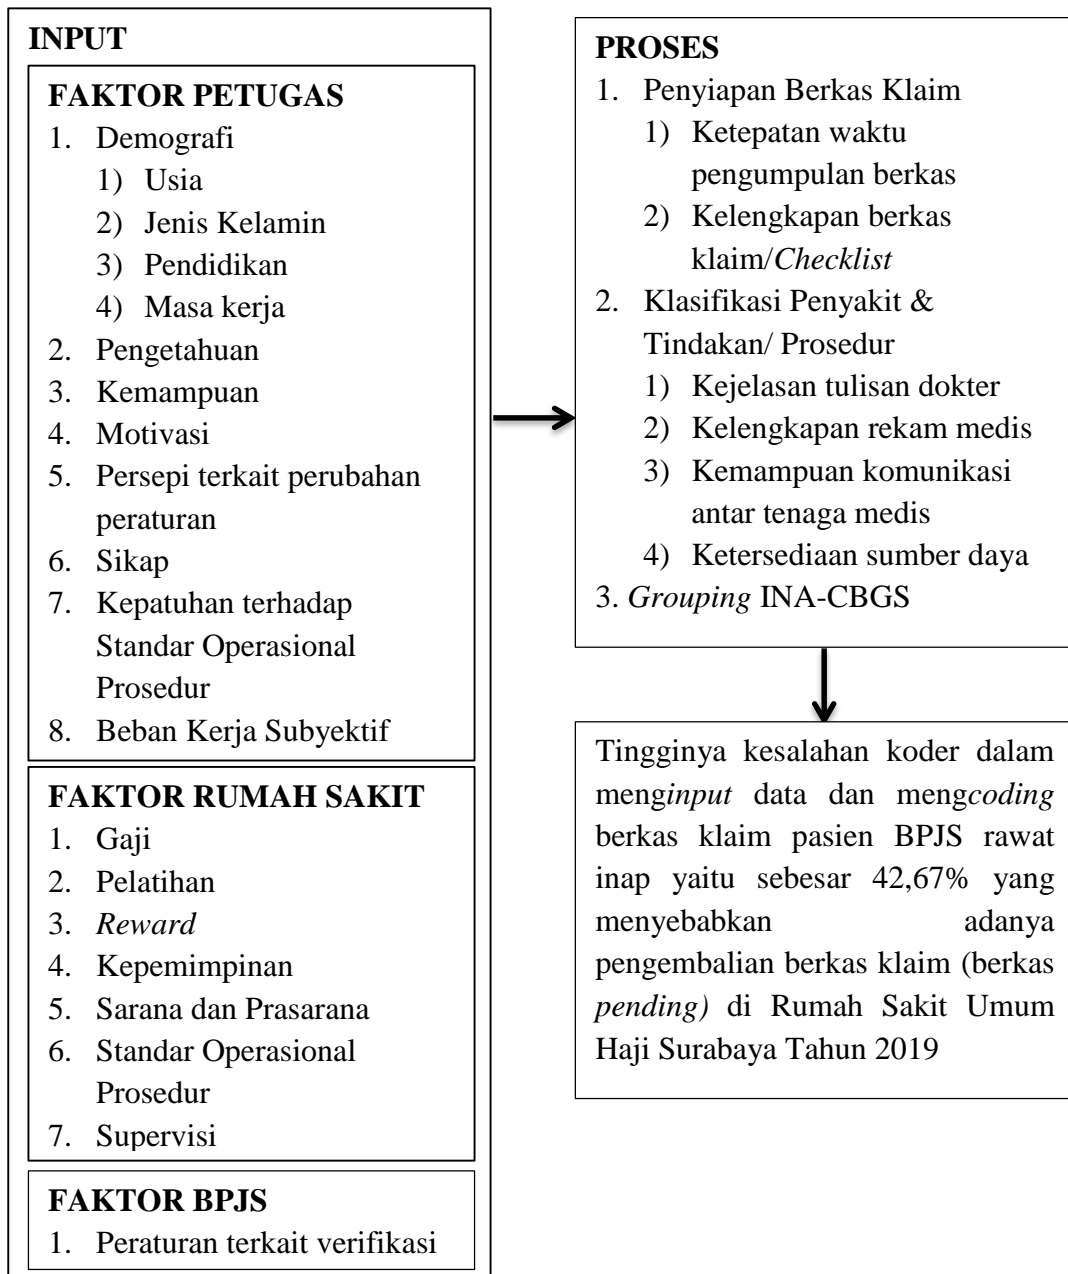 INPUT
FAKTOR PETUGAS
1. Demografi
1) Usia
2) Jenis Kelamin
3) Pendidikan
4) Masa kerja
2. Pengetahuan
3. Kemampuan
4. Motivasi
5. Persepi terkait perubahan
peraturan
6. Sikap
7. Kepatuhan terhadap
Standar Operasional
Prosedur
8. Beban Kerja Subyektif
FAKTOR RUMAH SAKIT
1. Gaji
2. Pelatihan
3. Reward
4. Kepemimpinan
5. Sarana dan Prasarana
6. Standar Operasional
Prosedur
7. Supervisi
FAKTOR BPJS
1. Peraturan terkait verifikasi
PROSES
1. Penyiapan Berkas Klaim
1) Ketepatan waktu
pengumpulan berkas
2) Kelengkapan berkas
klaim/Checklist
2. Klasifikasi Penyakit &
Tindakan/ Prosedur
1) Kejelasan tulisan dokter
2) Kelengkapan rekam medis
3) Kemampuan komunikasi
antar tenaga medis
4) Ketersediaan sumber daya
3. Grouping INA-CBGS
Tingginya kesalahan koder dalam
menginput data dan mengcoding
berkas klaim pasien BPJS rawat
inap yaitu sebesar 42,67% yang
menyebabkan adanya
pengembalian berkas klaim (berkas
pending) di Rumah Sakit Umum
Haji Surabaya Tahun 2019